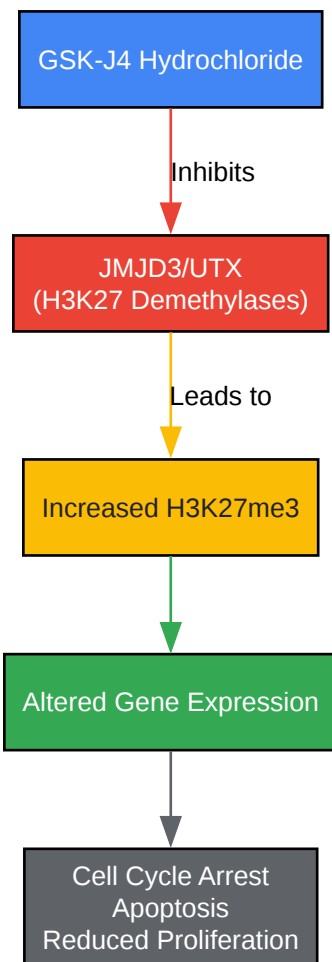 GSK-J4 Hydrochloride
Inhibits
JMJD3/UTX
(H3K27 Demethylases)
Leads to
Increased H3K27me3
Altered Gene Expression
Cell Cycle Arrest
Apoptosis
Reduced Proliferation